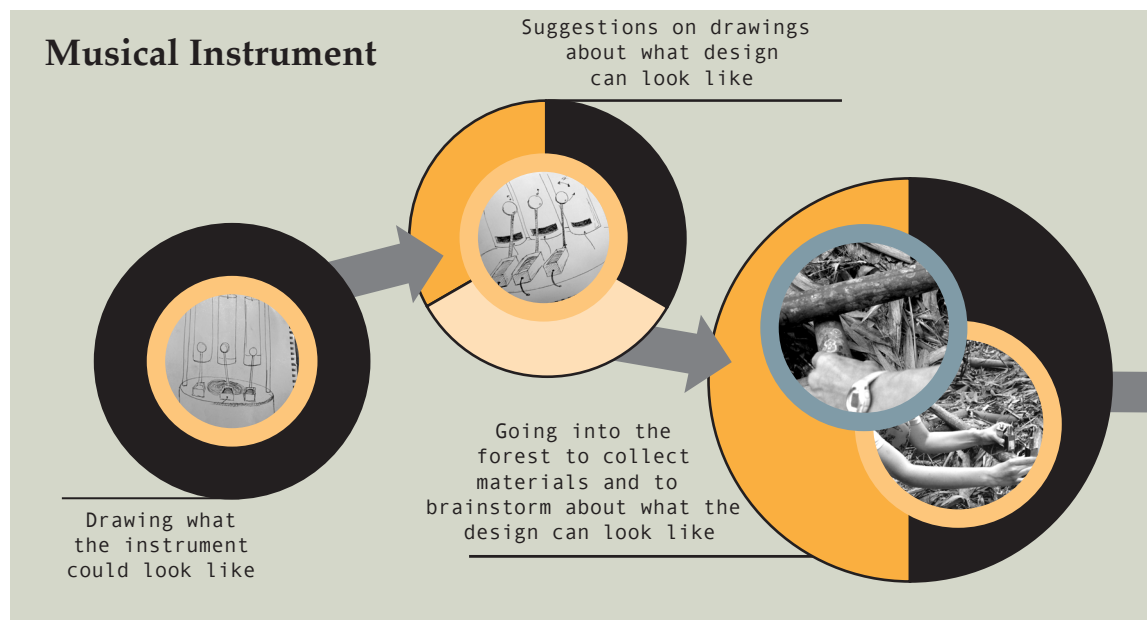 Musical Instrument
Suggestions on drawings
about what design
can look like
Going into the
forest to collect
materials and to
brainstorm about what the
design can look like
Drawing what
the instrument
could look like